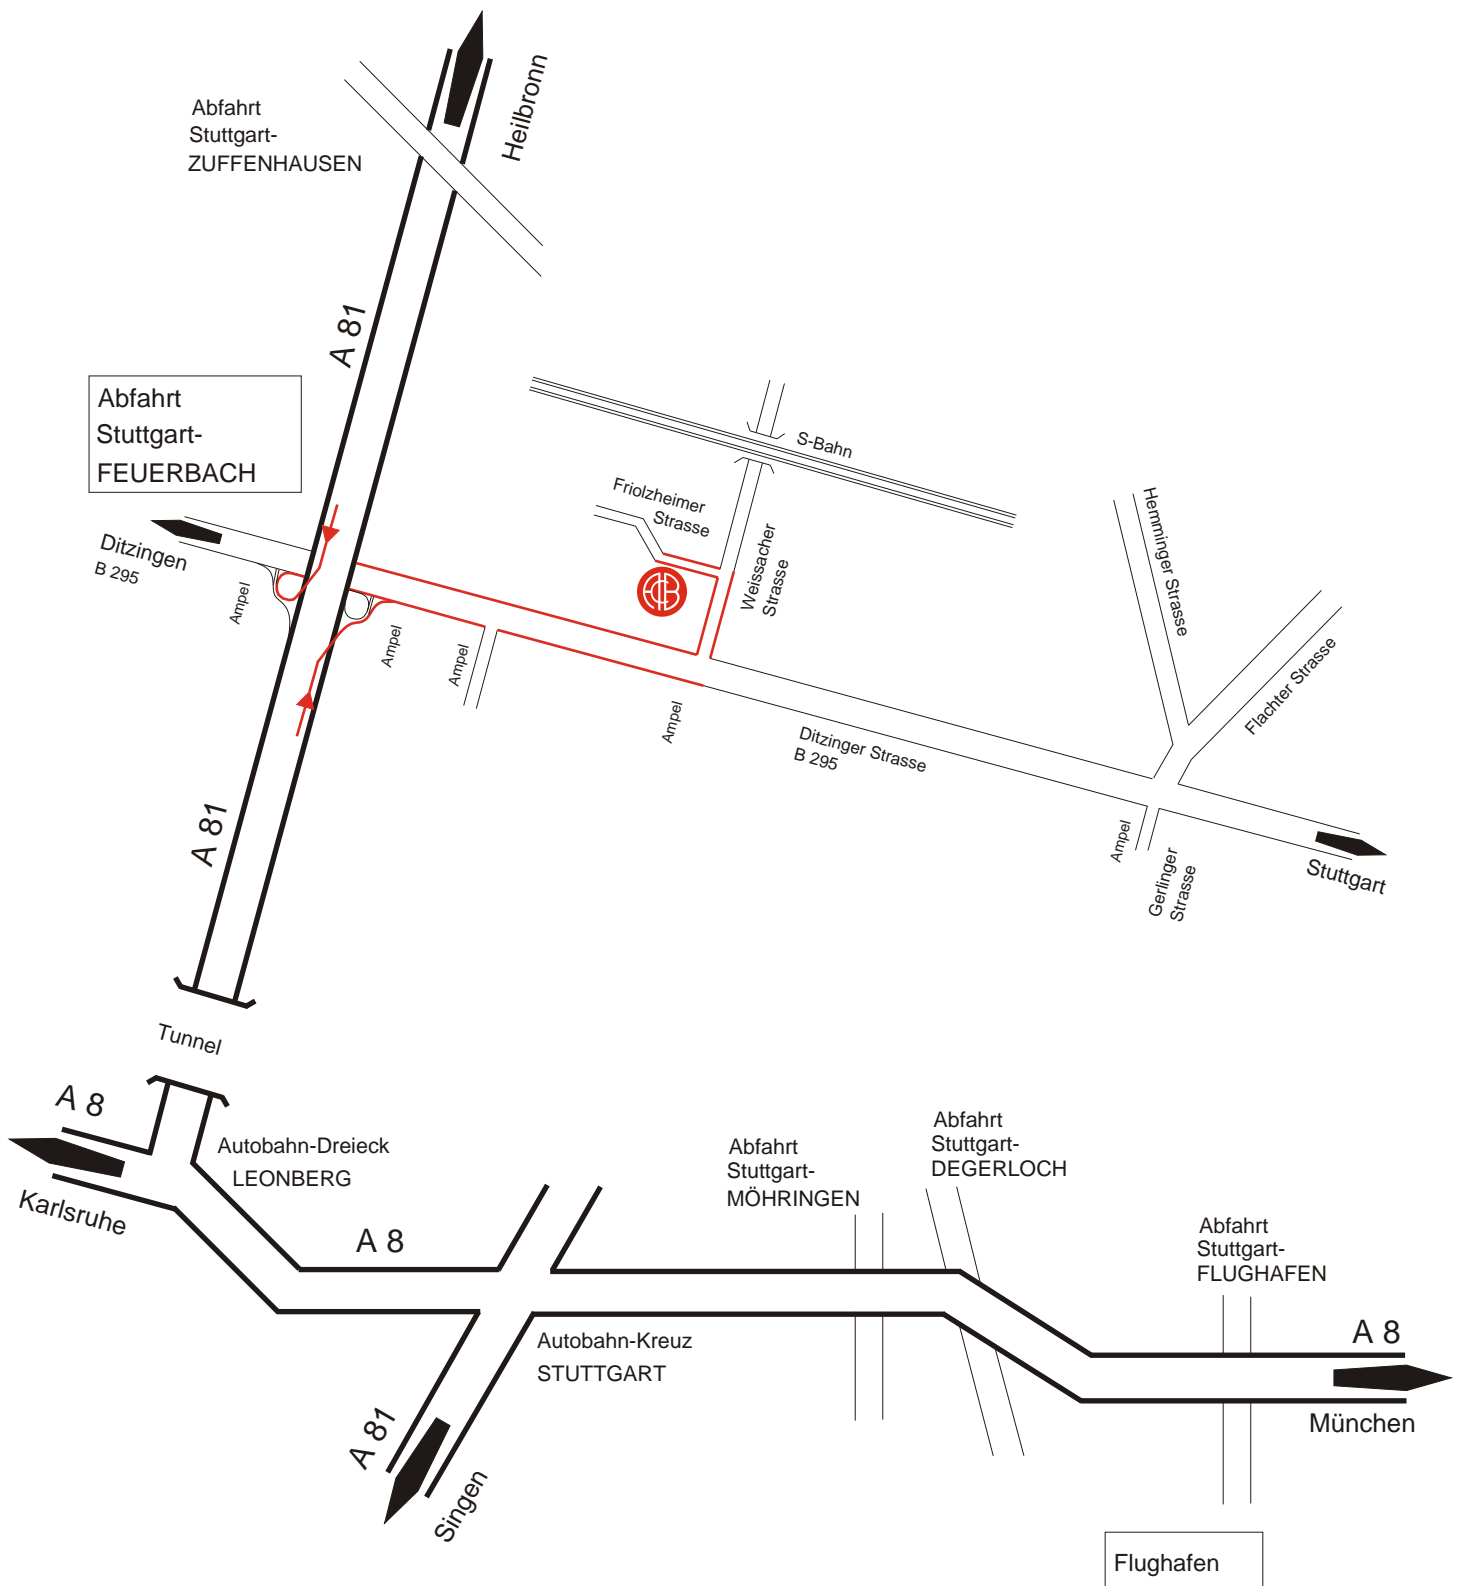 Heilbronn
Abfahrt
Stuttgart-
ZUFFENHAUSEN
A 81
Abfahrt
Stuttgart-
FEUERBACH
S-Bahn
Friolzheimer
Strasse
Weissacher
Strasse
Hemminger Strasse
Flachter Strasse
Ditzingen
B 295
Ampel
Ampel
Ampel
Ampel
Ditzinger Strasse
B 295
Ampel
Gerlinger
Strasse
Stuttgart
A 81
Tunnel
A 8
Karlsruhe
Autobahn-Dreieck
LEONBERG
A 8
Abfahrt
Stuttgart-
MÖHRINGEN
Abfahrt
Stuttgart-
DEGERLOCH
Abfahrt
Stuttgart-
FLUGHAFEN
A 8
München
Autobahn-Kreuz
STUTTGART
A 81
Singen
Flughafen